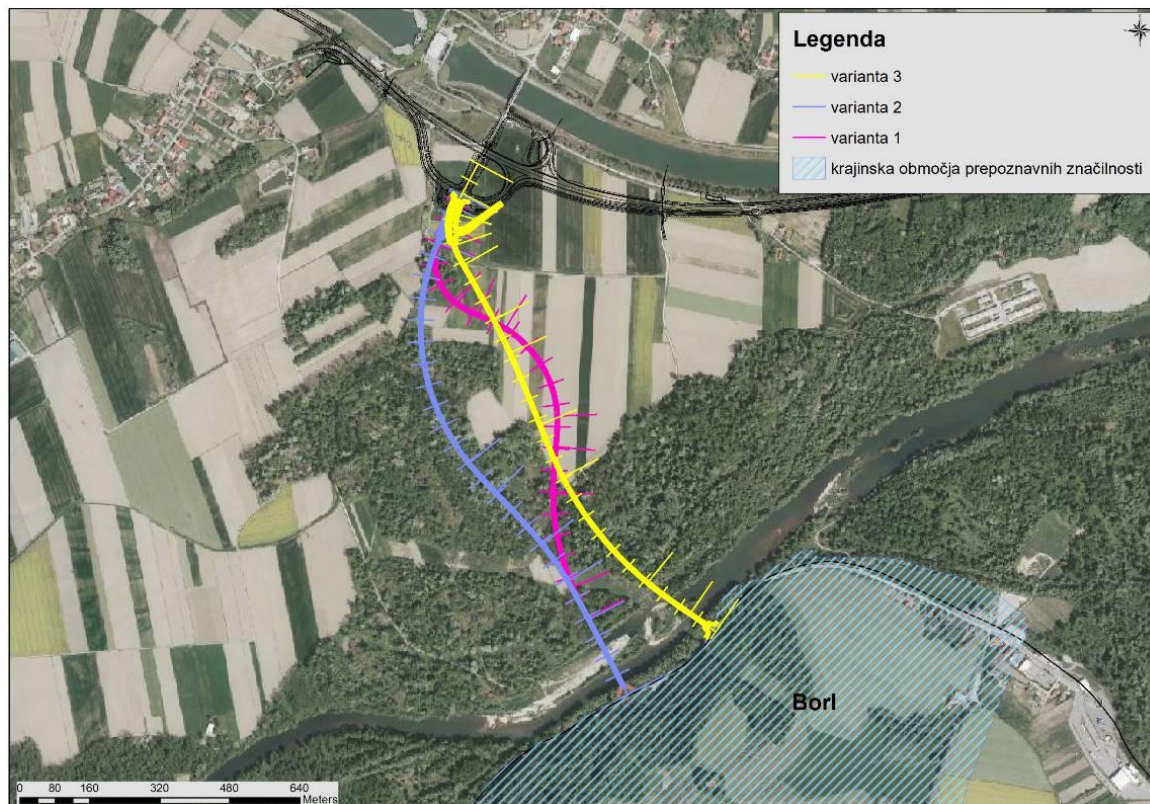 Legenda
varianta 3
varianta 2
varianta 1
krajinska območja prepoznavnih značilnosti
Borl
0 80 160 320 480 640
Meters